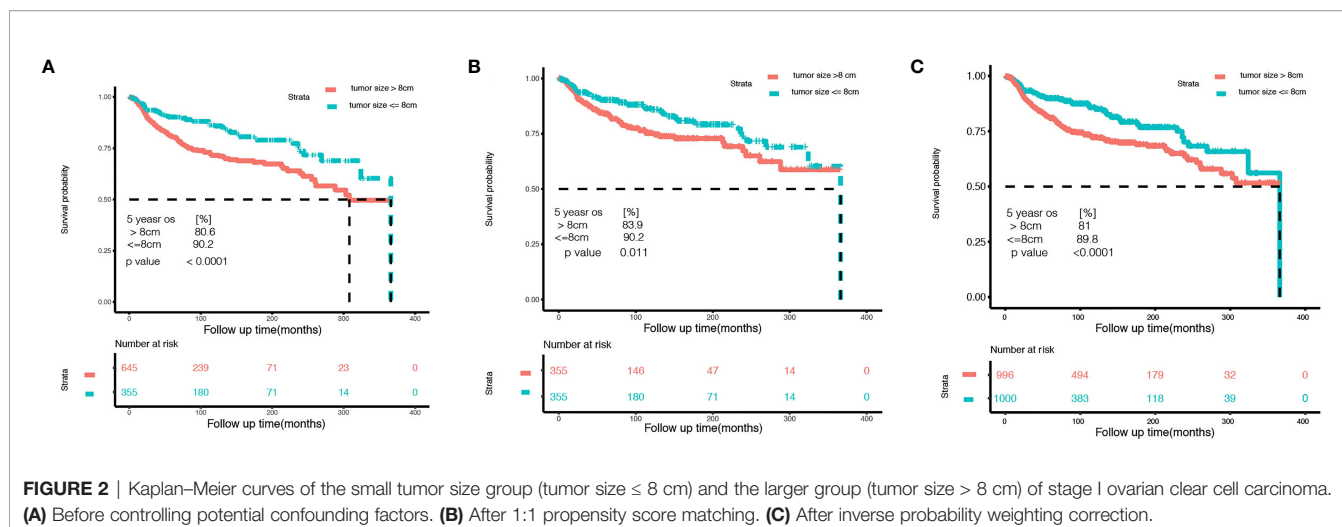 A
Strata
tumor size > 8cm
tumor size <= 8cm
Survival probability
1.00
0.75
0.50
0.25
0.00
5 yeasr os [%]
> 8cm 80.6
<=8cm 90.2
p value < 0.0001
0 100 200 300 400
Follow up time(months)
Number at risk
Strata
645 239 71 23 0
355 180 71 14 0
0 100 200 300 400
Follow up time(months)
B
Strata
tumor size >8 cm
tumor size <= 8cm
Survival probability
1.00
0.75
0.50
0.25
0.00
5 yeasr os [%]
> 8cm 83.9
<=8cm 90.2
p value 0.011
0 100 200 300 400
Follow up time(months)
Number at risk
Strata
355 146 47 14 0
355 180 71 14 0
0 100 200 300 400
Follow up time(months)
C
Strata
tumor size > 8cm
tumor size <= 8cm
Survival probability
1.00
0.75
0.50
0.25
0.00
5 yeasr os [%]
> 8cm 81
<=8cm 89.8
p value <0.0001
0 100 200 300 400
Follow up time(months)
Number at risk
Strata
996 494 179 32 0
1000 383 118 39 0
0 100 200 300 400
Follow up time(months)
FIGURE 2 | Kaplan–Meier curves of the small tumor size group (tumor size ≤ 8 cm) and the larger group (tumor size > 8 cm) of stage I ovarian clear cell carcinoma.
(A) Before controlling potential confounding factors. (B) After 1:1 propensity score matching. (C) After inverse probability weighting correction.